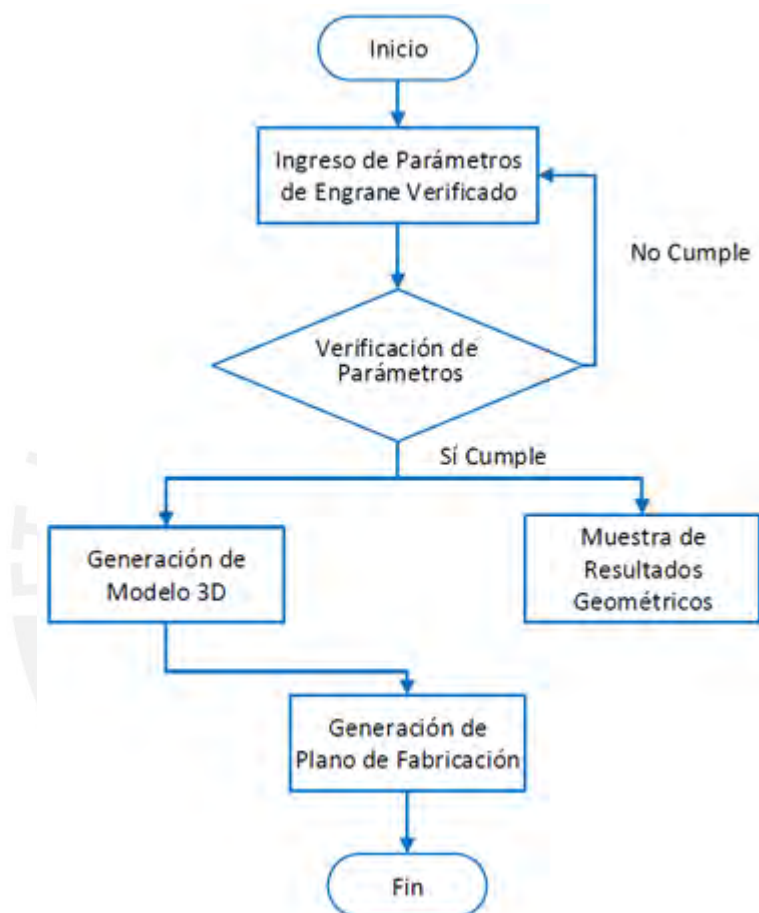 Inicio
Ingreso de Parámetros
de Engrane Verificado
No Cumple
Verificación de
Parámetros
Sí Cumple
Generación de
Modelo 3D
Muestra de
Resultados
Geométricos
Generación de
Plano de Fabricación
Fin